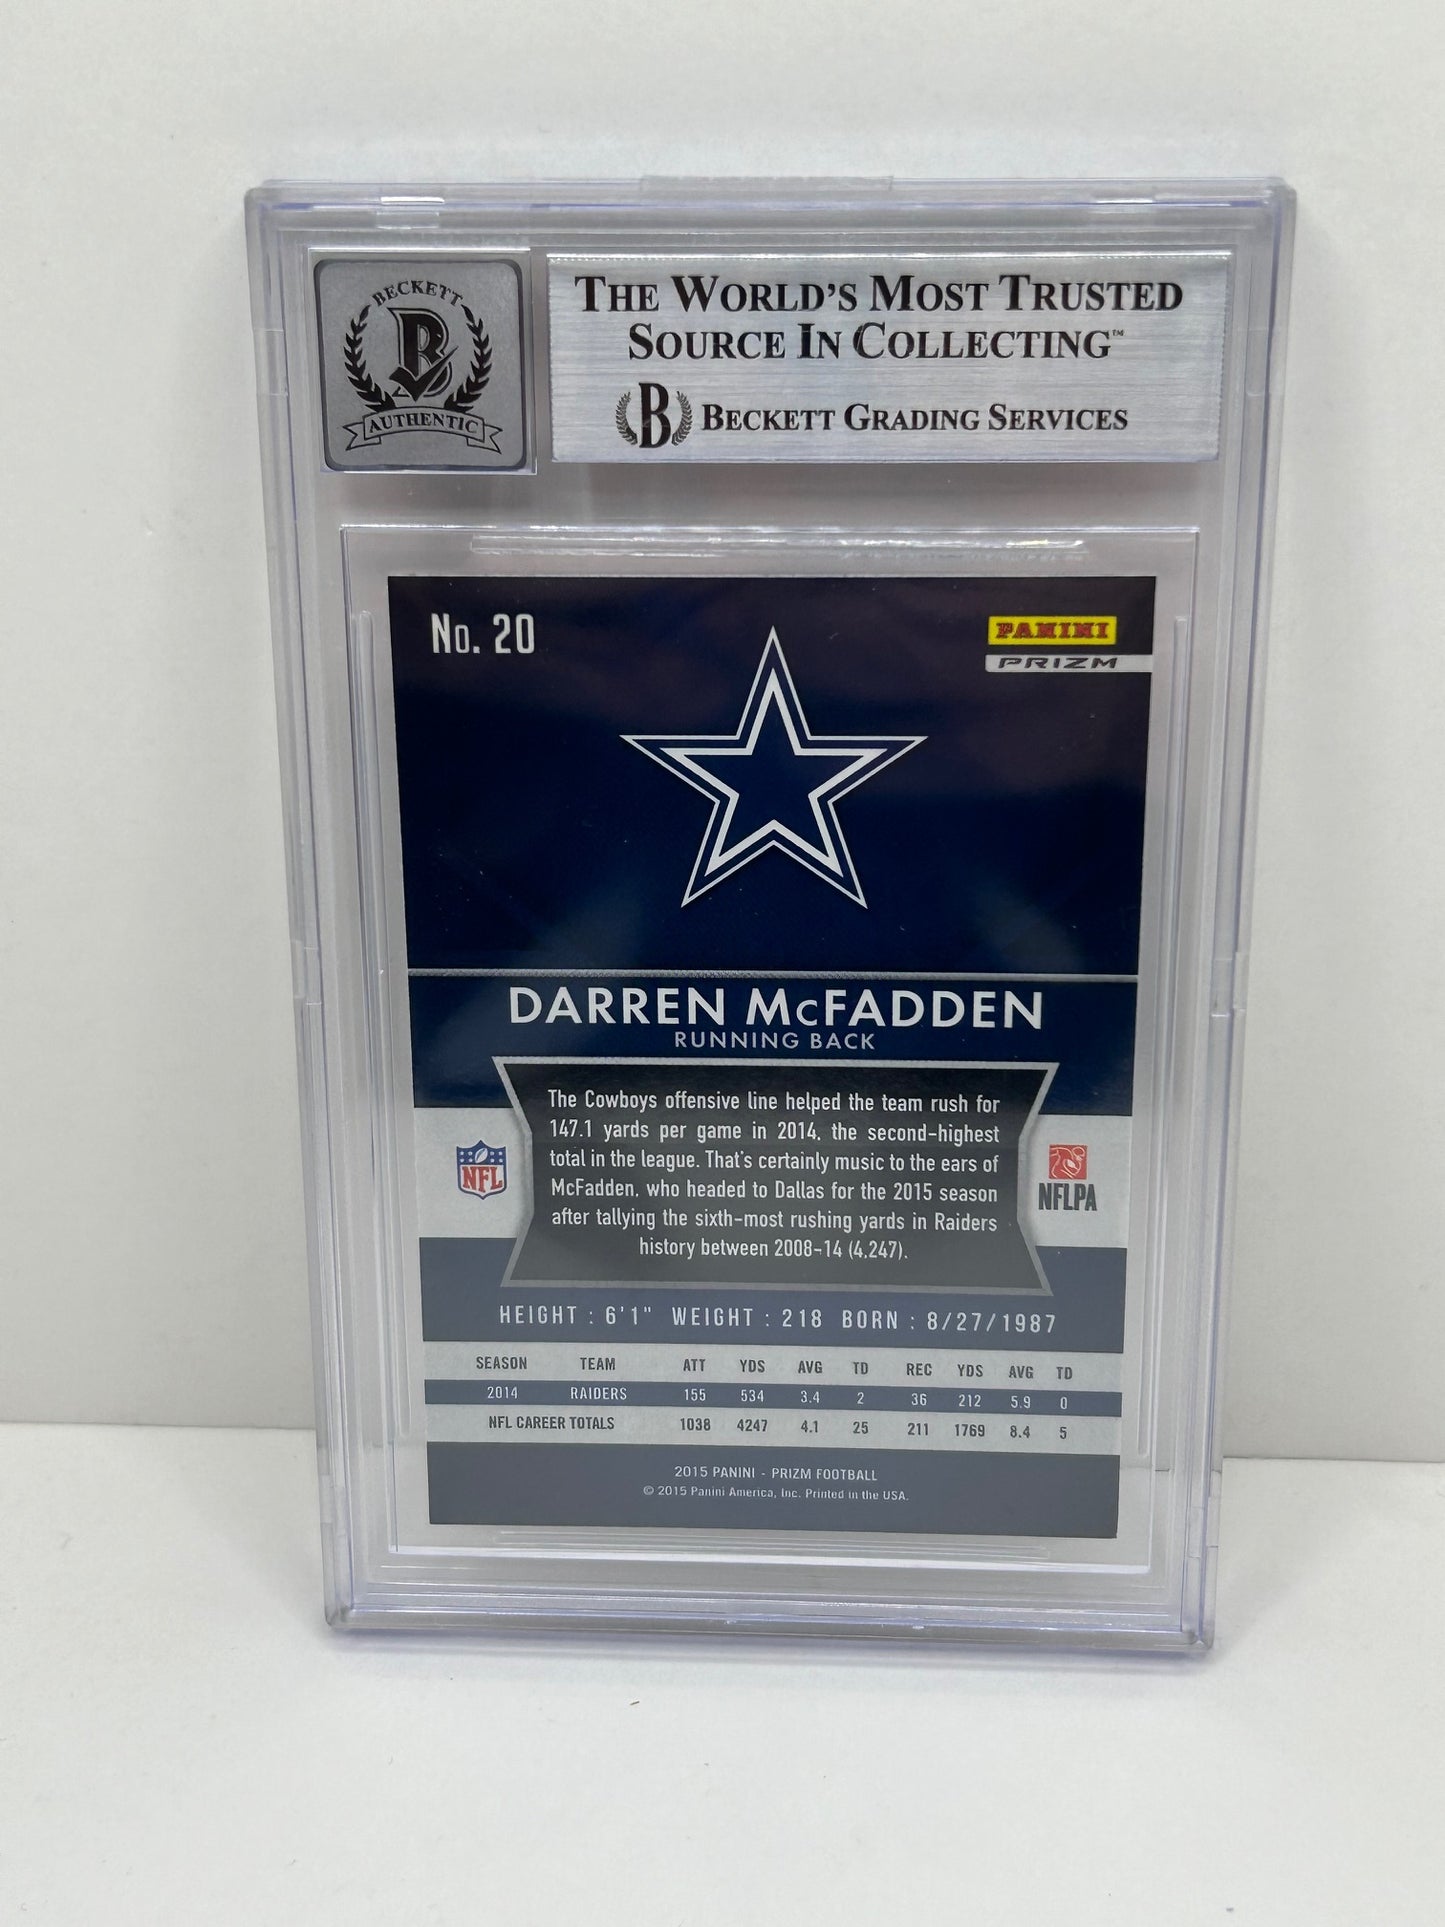 BECKETT
AUTHENTIC
THE WORLD'S MOST TRUSTED
SOURCE IN COLLECTING™
B BECKETT GRADING SERVICES
No. 20
PANINI
PRIZM
DARREN McFADDEN
RUNNING BACK
The Cowboys offensive line helped the team rush for
147.1 yards per game in 2014, the second-highest
total in the league. That's certainly music to the ears of
McFadden, who headed to Dallas for the 2015 season
after tallying the sixth-most rushing yards in Raiders
history between 2008-14 (4,247).
NFL
NFLPA
HEIGHT : 6'1" WEIGHT : 218 BORN : 8/27/1987
SEASON TEAM ATT YDS AVG TD REC YDS AVG TD
2014 RAIDERS 155 534 3.4 2 36 212 5.9 0
NFL CAREER TOTALS 1038 4247 4.1 25 211 1769 8.4 5
2015 PANINI - PRIZM FOOTBALL
© 2015 Panini America, Inc. Printed in the USA.